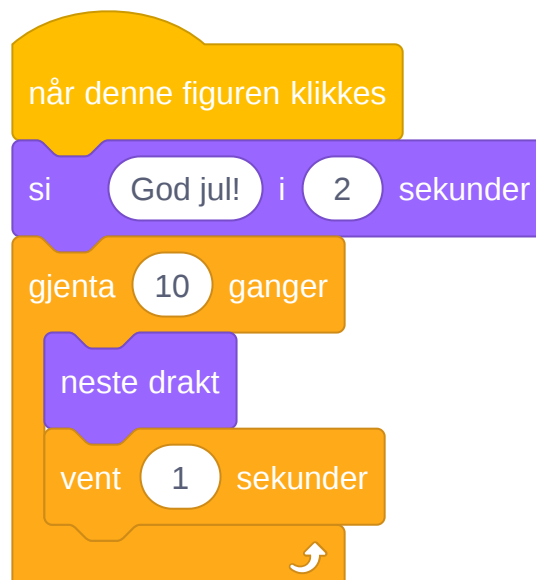 når denne figuren klikkes
si God jul! i 2 sekunder
gjenta 10 ganger
neste drakt
vent 1 sekunder